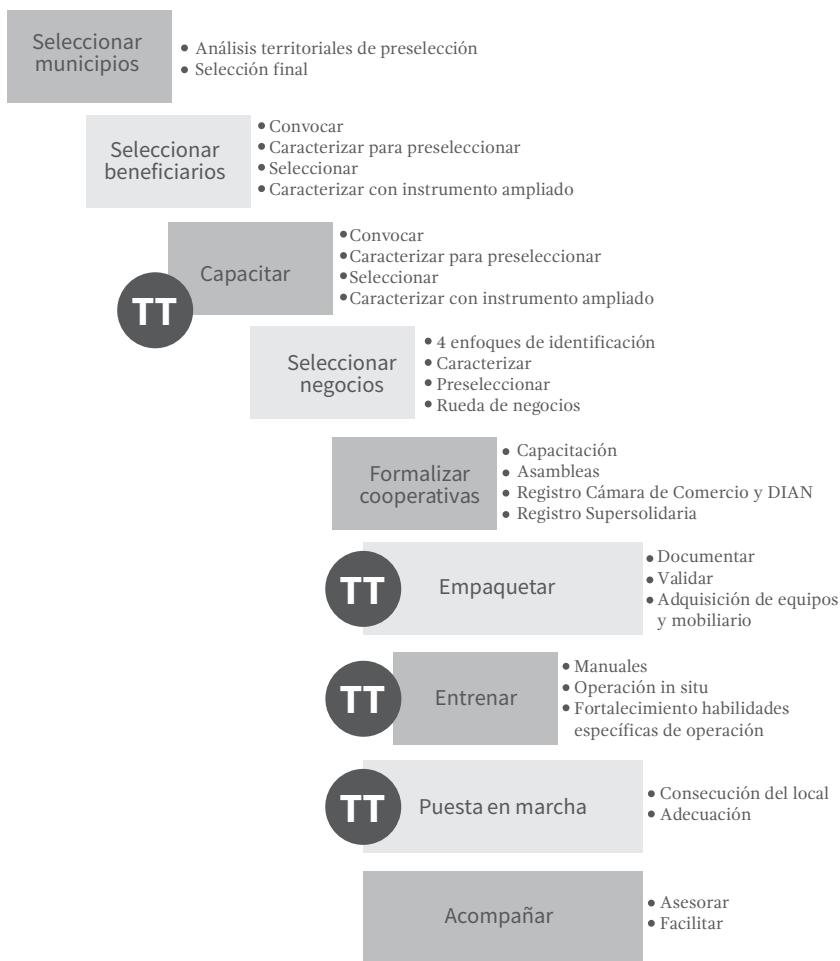 Seleccionar
municipios
• Análisis territoriales de preselección
• Selección final
Seleccionar
beneficiarios
• Convocar
• Caracterizar para preseleccionar
• Seleccionar
• Caracterizar con instrumento ampliado
TT
Capacitar
• Convocar
• Caracterizar para preseleccionar
• Seleccionar
• Caracterizar con instrumento ampliado
Seleccionar
negocios
• 4 enfoques de identificación
• Caracterizar
• Preseleccionar
• Rueda de negocios
Formalizar
cooperativas
• Capacitación
• Asambleas
• Registro Cámara de Comercio y DIAN
• Registro Supersolidaria
TT
Empaquetar
• Documentar
• Validar
• Adquisición de equipos
y mobiliario
TT
Entrenar
• Manuales
• Operación in situ
• Fortalecimiento habilidades
específicas de operación
TT
Puesta en marcha
• Consecución del local
• Adecuación
Acompañar
• Asesorar
• Facilitar